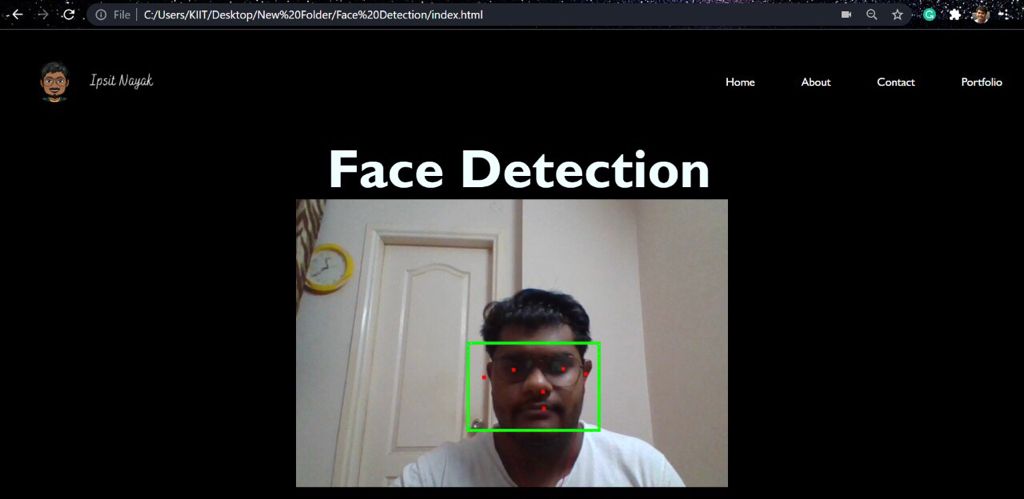 File C:/Users/KIIT/Desktop/New%20Folder/Face%20Detection/index.html
Ipsit Nayak
Home About Contact Portfolio
Face Detection